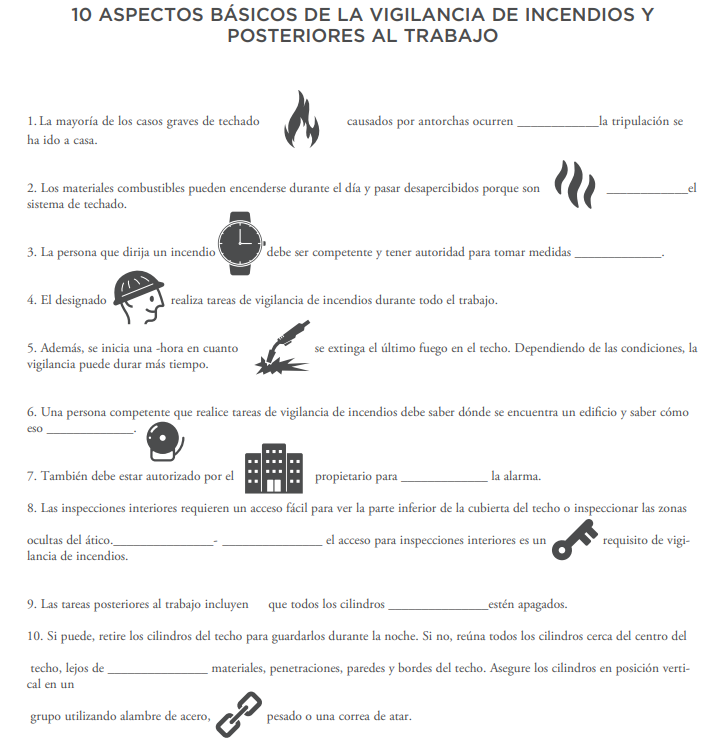 10 ASPECTOS BÁSICOS DE LA VIGILANCIA DE INCENDIOS Y
POSTERIORES AL TRABAJO
1. La mayoría de los casos graves de techado causados por antorchas ocurren ____________la tripulación se
ha ido a casa.
2. Los materiales combustibles pueden encenderse durante el día y pasar desapercibidos porque son ____________el
sistema de techado.
3. La persona que dirija un incendio debe ser competente y tener autoridad para tomar medidas _____________.
4. El designado realiza tareas de vigilancia de incendios durante todo el trabajo.
5. Además, se inicia una -hora en cuanto se extinga el último fuego en el techo. Dependiendo de las condiciones, la
vigilancia puede durar más tiempo.
6. Una persona competente que realice tareas de vigilancia de incendios debe saber dónde se encuentra un edificio y saber cómo
eso _____________.
7. También debe estar autorizado por el propietario para _____________ la alarma.
8. Las inspecciones interiores requieren un acceso fácil para ver la parte inferior de la cubierta del techo o inspeccionar las zonas
ocultas del ático._______________- _______________ el acceso para inspecciones interiores es un requisito de vigi-
lancia de incendios.
9. Las tareas posteriores al trabajo incluyen que todos los cilindros _______________estén apagados.
10. Si puede, retire los cilindros del techo para guardarlos durante la noche. Si no, reúna todos los cilindros cerca del centro del
techo, lejos de _______________ materiales, penetraciones, paredes y bordes del techo. Asegure los cilindros en posición verti-
cal en un
grupo utilizando alambre de acero, pesado o una correa de atar.